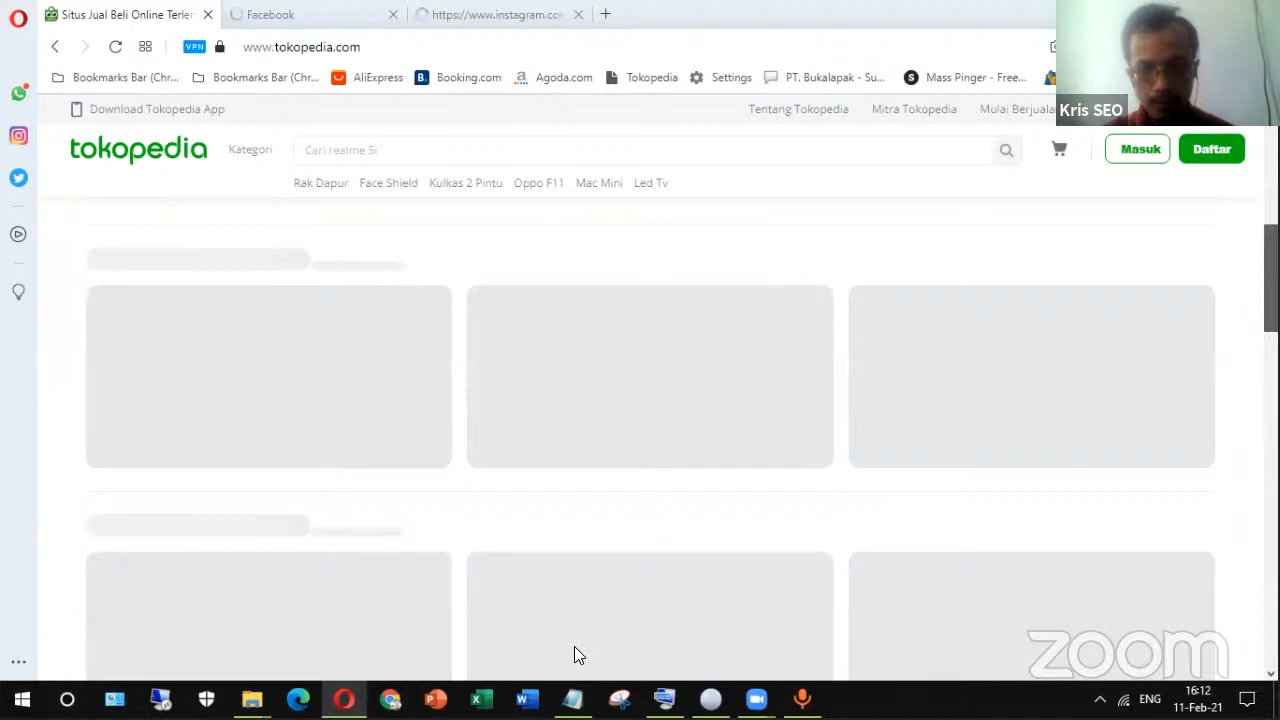 Situs Jual Beli Online Terler
Facebook
https://www.instagram.co
VPN
www.tokopedia.com
Bookmarks Bar (Chr...
Bookmarks Bar (Chr...
AliExpress
B.
Booking.com
a
Agoda.com
Tokopedia
Settings
PT. Bukalapak - Su...
S
Mass Pinger - Free...
Kris SEO
Download Tokopedia App
Tentang Tokopedia
Mitra Tokopedia
Mulai Berjuala
tokopedia
Kategori
Cari realme 5i
Masuk
Daftar
Rak Dapur
Face Shield
Kulkas 2 Pintu
Oppo F11
Mac Mini
Led Tv
zoom
ENG
16:12
11-Feb-21